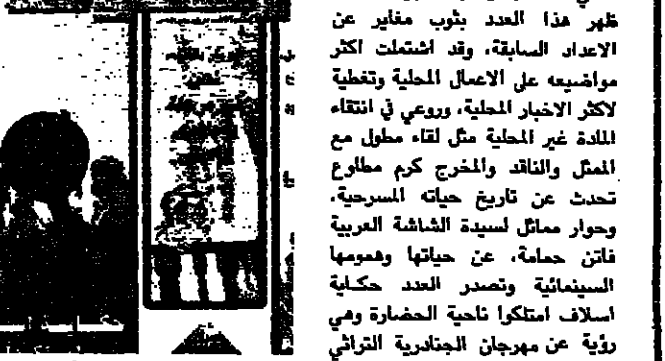 ظهر هذا العدد بثوب مغاير عن
الاعداد السابقة، وقد اشتملت اكثر
مواضيعه على الاعمال المحلية وتغطية
لاكثر الاخبار المحلية، وروعي في انتقاء
المادة غير المحلية مثل لقاء مطول مع
الممثل والناقد والمخرج كرم مطاوع
تحدث عن تاريخ حياته المسرحية،
وحوار مماثل لسيدة الشاشة العربية
فاتن حمامة، عن حياتها وهمومها
السينمائية وتصدر العدد حكاية
اسلاف امتلكوا ناحية الحضارة وهي
رؤية عن مهرجان الجنادرية التراثي